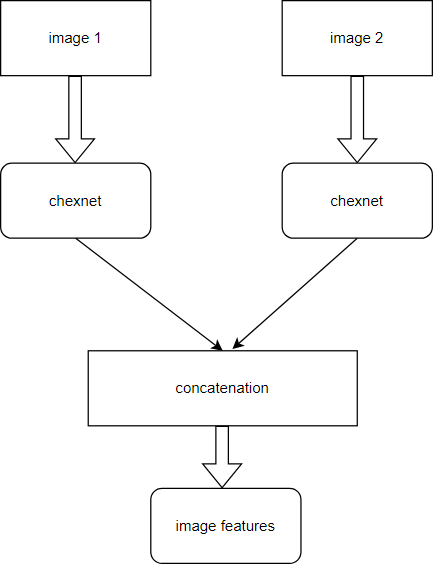 image 1
image 2
chexnet
chexnet
concatenation
image features